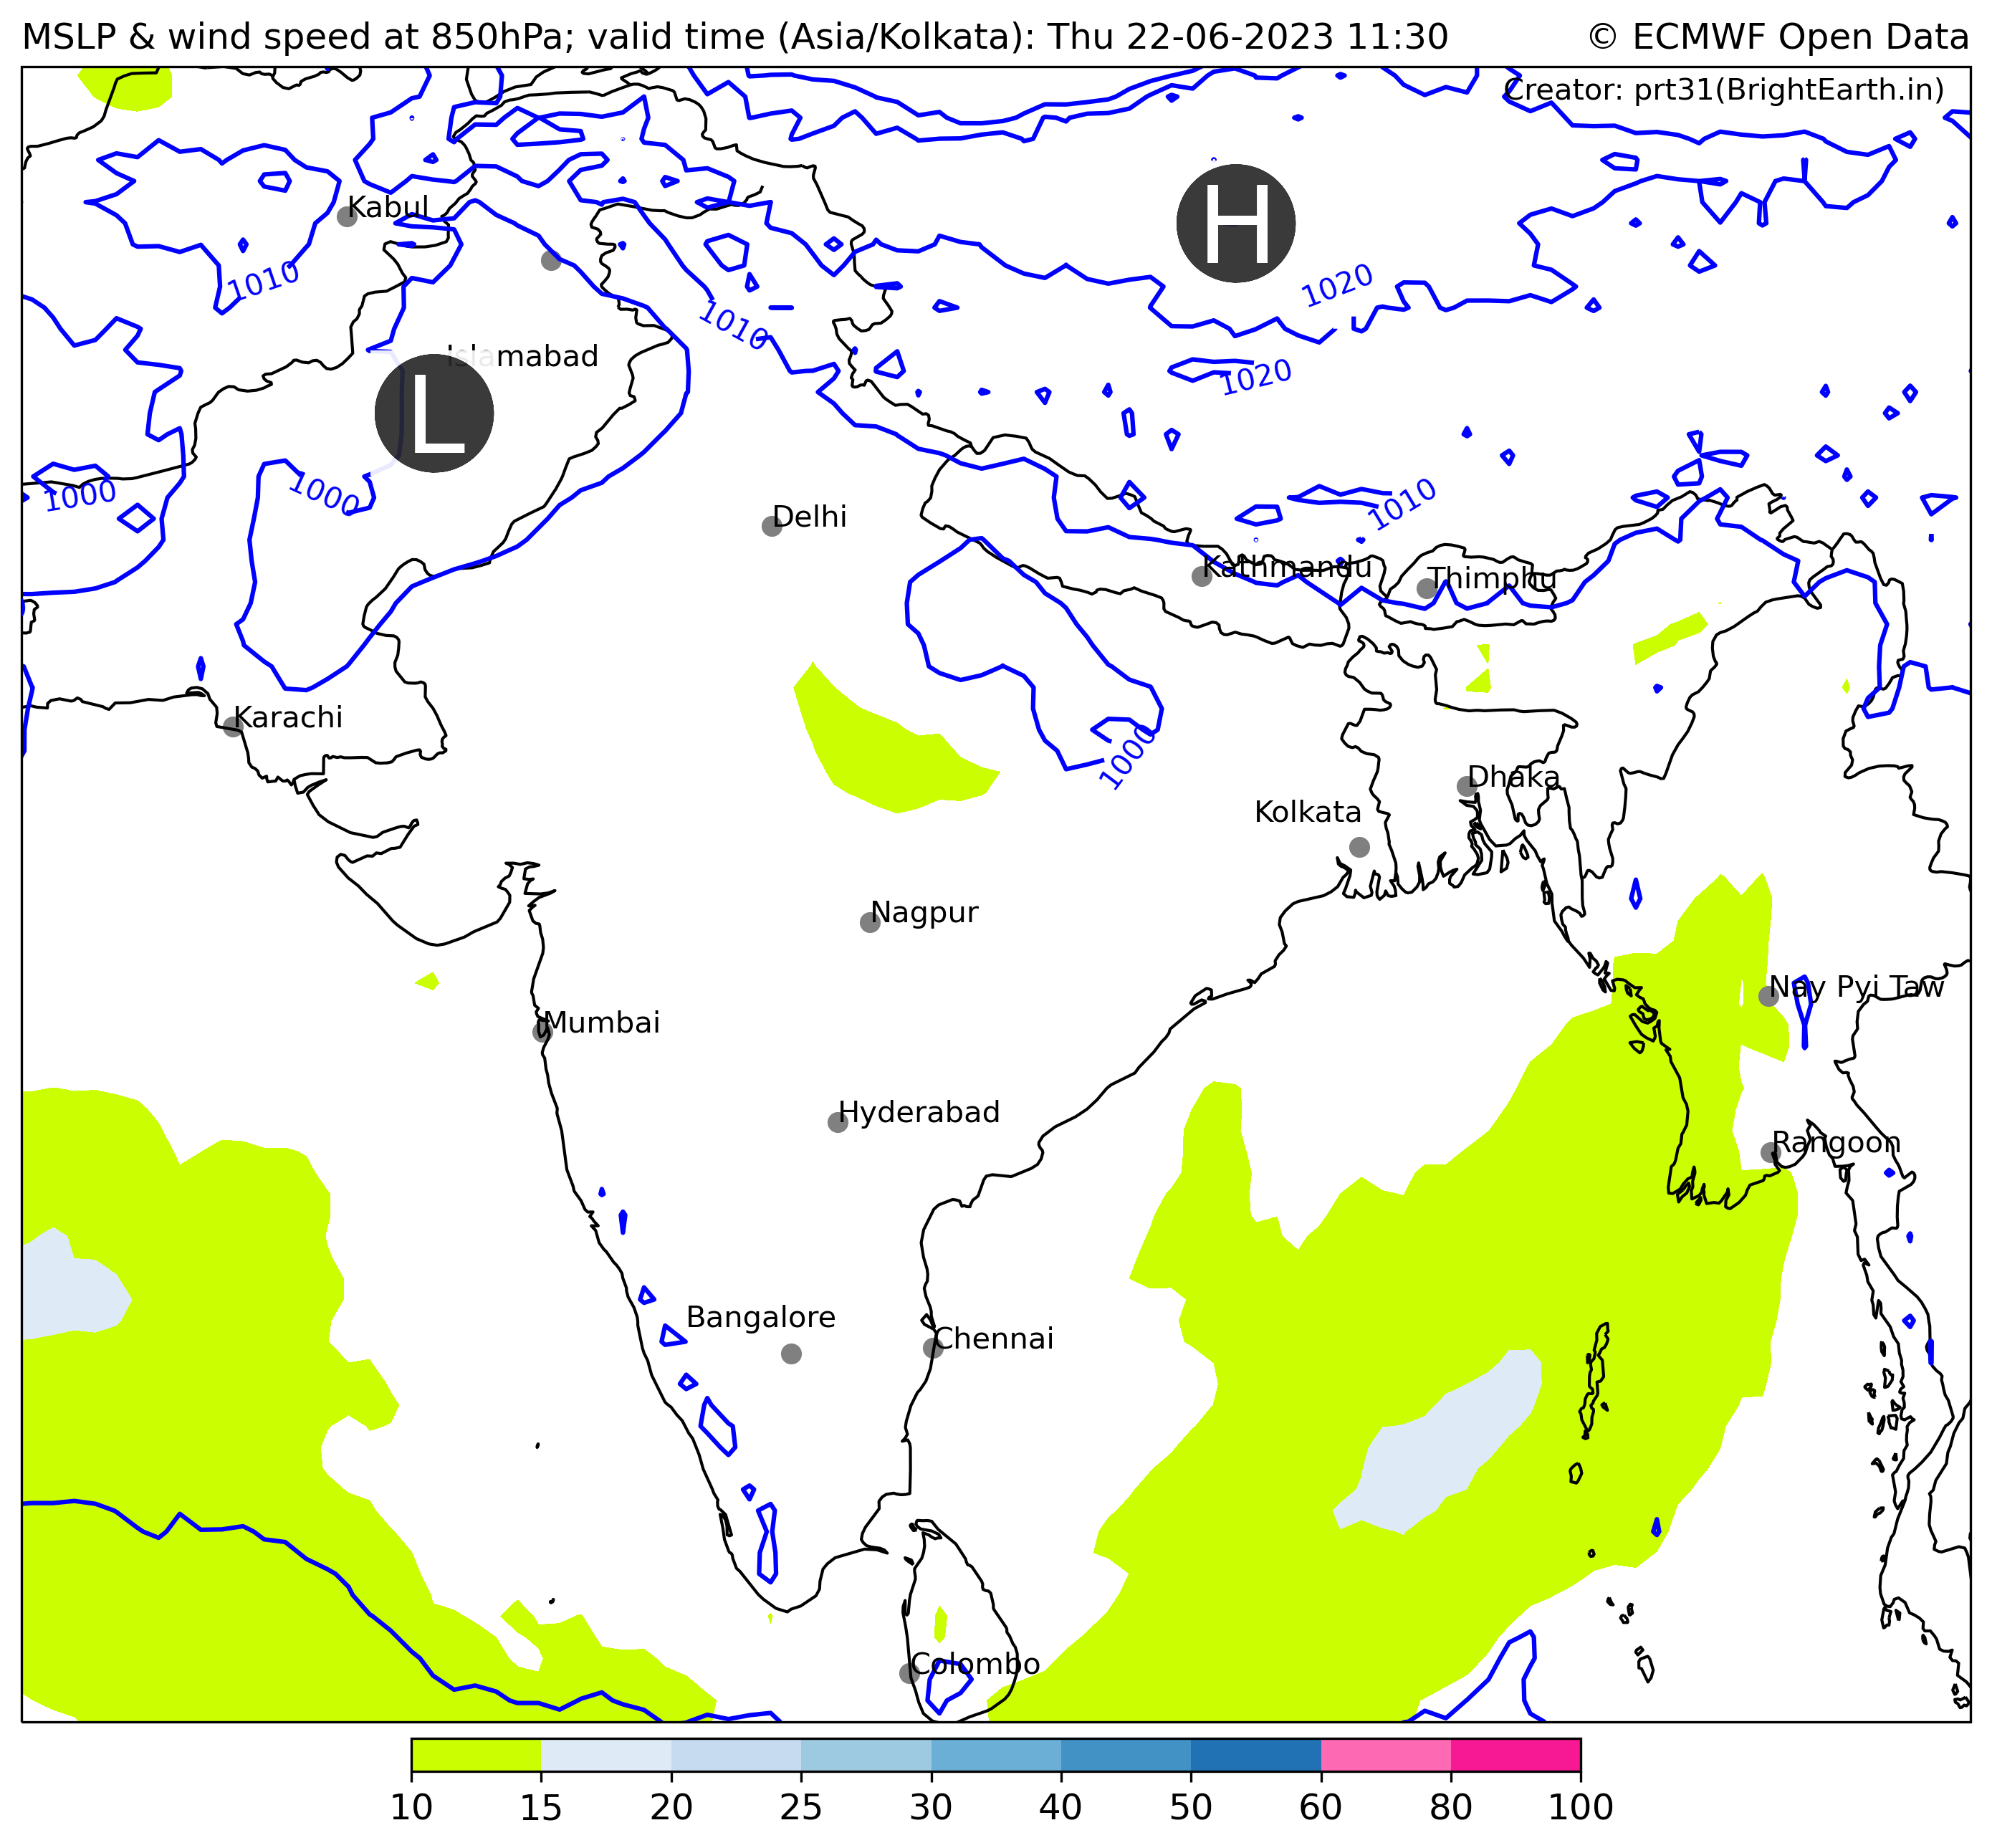 MSLP & wind speed at 850hPa; valid time (Asia/Kolkata): Thu 22-06-2023 11:30
© ECMWF Open Data
Creator: prt31(BrightEarth.in)
H
Kabul
1010
1020
1010
Islamabad
1020
L
1000
1000
1010
Delhi
Kathmandu
Thimphu
Karachi
1000
Dhaka
Kolkata
Nagpur
Nay Pyi Taw
Mumbai
Hyderabad
Rangoon
Bangalore
Chennai
Colombo
10 15 20 25 30 40 50 60 80 100